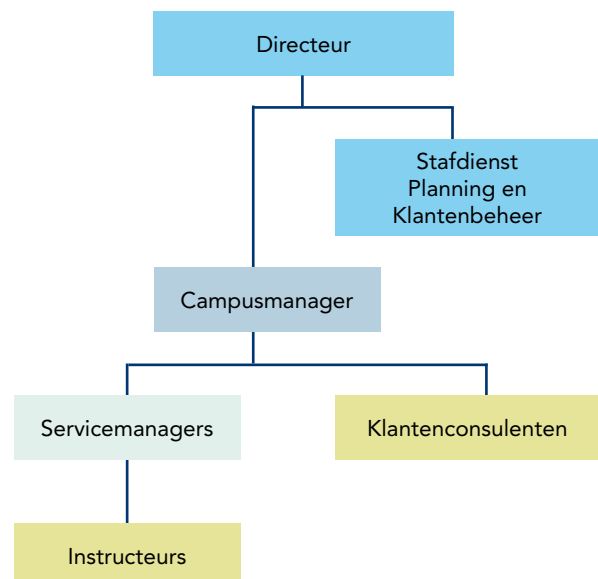 Directeur
Stafdienst
Planning en
Klantenbeheer
Campusmanager
Servicemanagers
Klantenconsulenten
Instructeurs